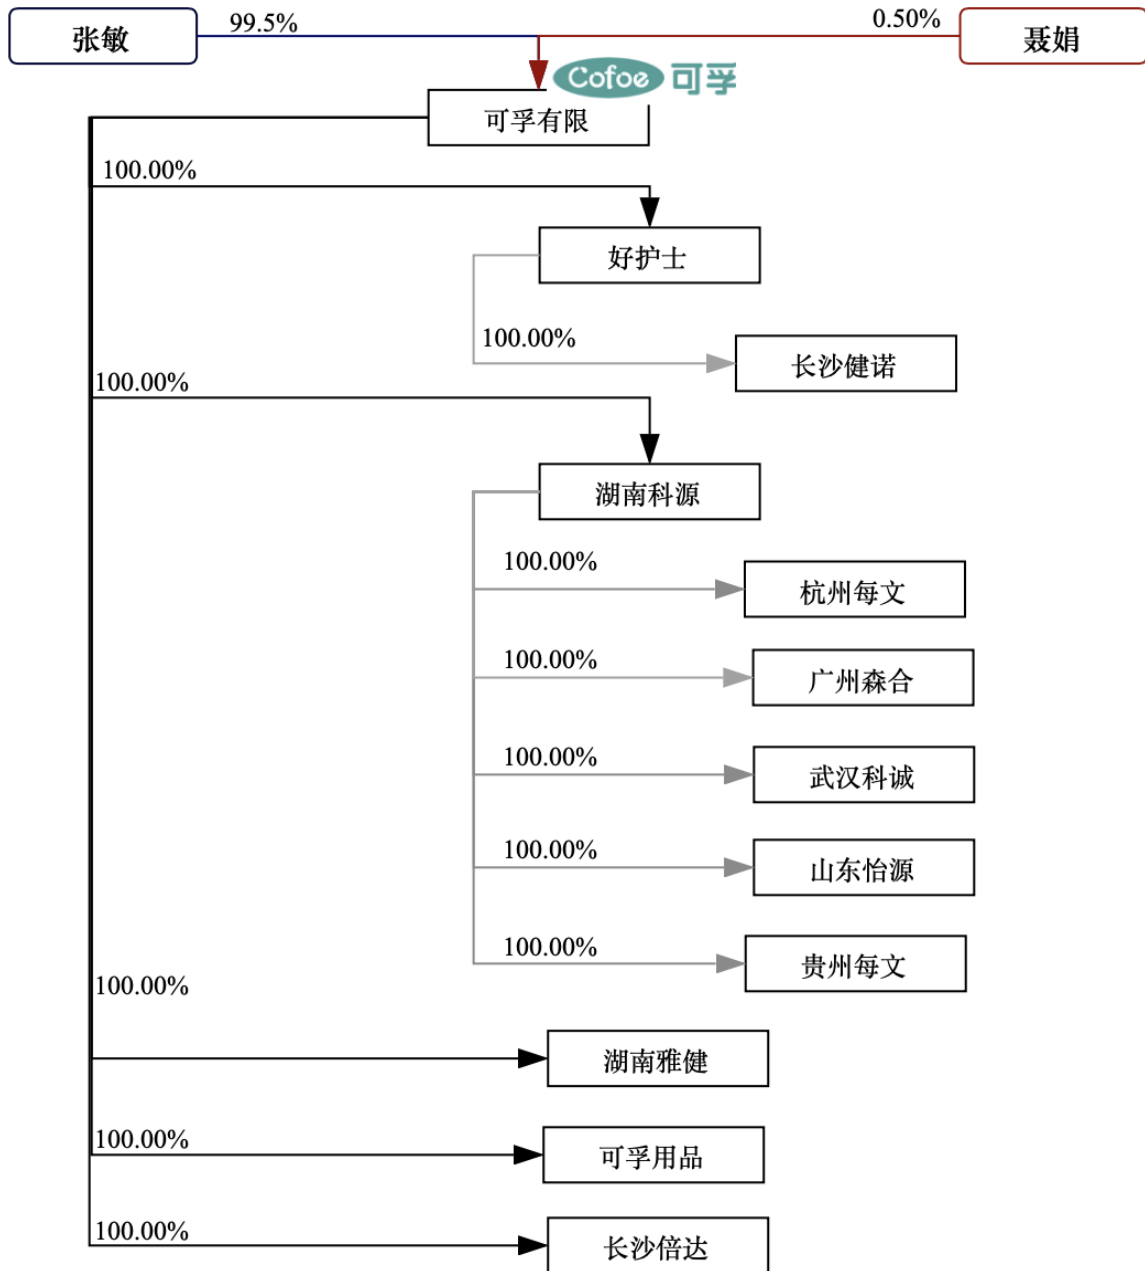 张敏
99.5%
0.50%
聂娟
Cofoe 可孚
可孚有限
100.00%
好护士
100.00%
长沙健诺
100.00%
湖南科源
100.00%
杭州每文
100.00%
广州森合
100.00%
武汉科诚
100.00%
山东怡源
100.00%
贵州每文
100.00%
湖南雅健
100.00%
可孚用品
100.00%
长沙倍达